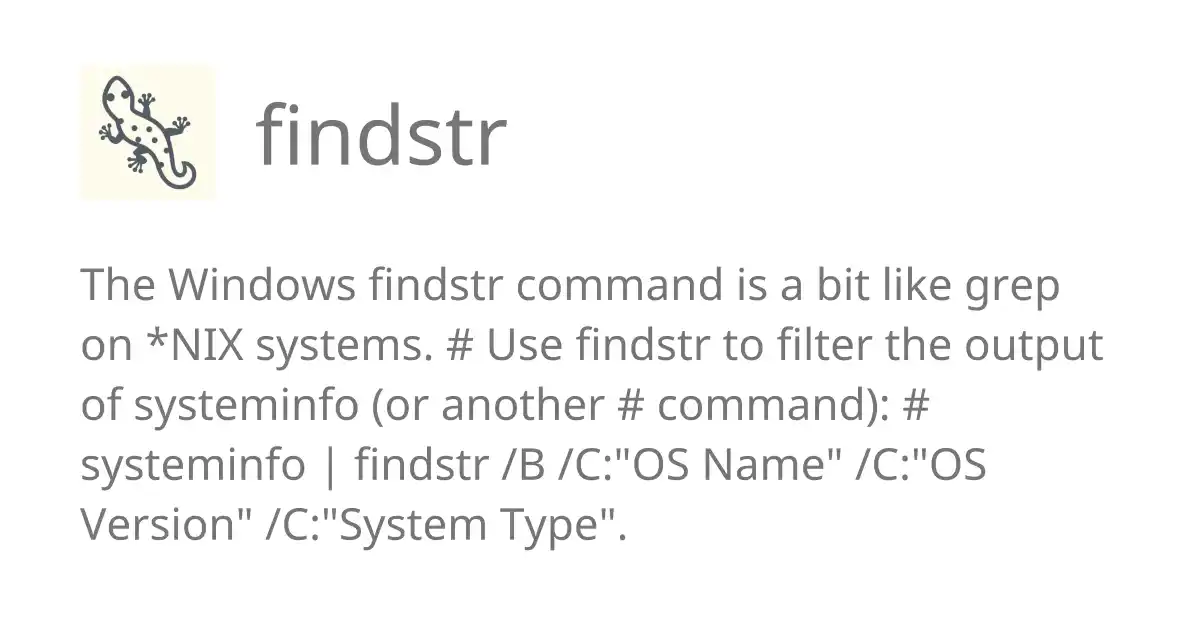 findstr
The Windows findstr command is a bit like grep
on *NIX systems. # Use findstr to filter the output
of systeminfo (or another # command): #
systeminfo | findstr /B /C:"OS Name" /C:"OS
Version" /C:"System Type".